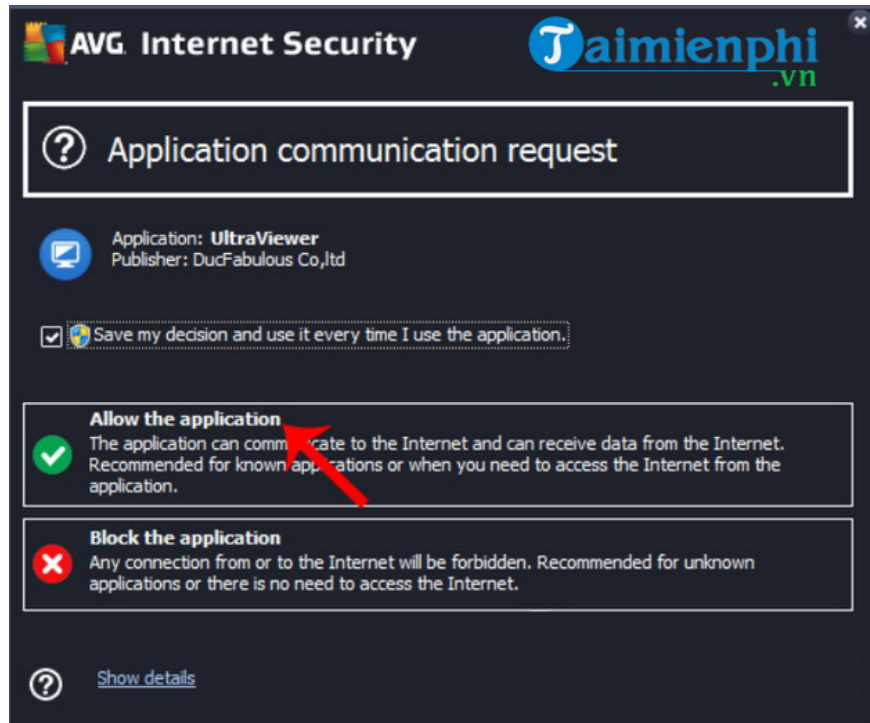 AVG. Internet Security
Taimienphi
.vn
Application communication request
Application: UltraViewer
Publisher: DucFabulous Co,ltd
Save my decision and use it every time I use the application.
Allow the application
The application can communicate to the Internet and can receive data from the Internet.
Recommended for known applications or when you need to access the Internet from the
application.
Block the application
Any connection from or to the Internet will be forbidden. Recommended for unknown
applications or there is no need to access the Internet.
Show details